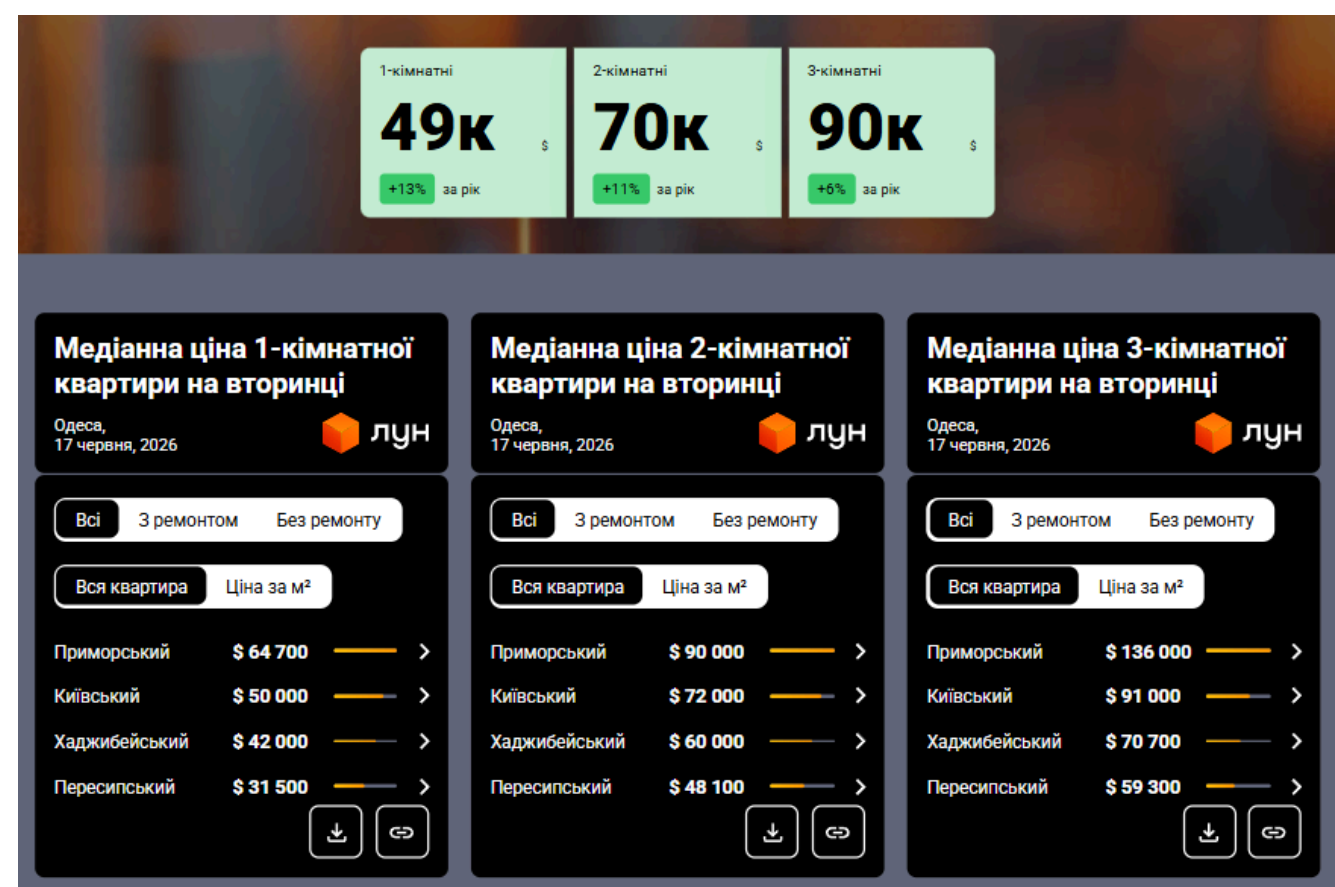 1-кімнатні
49к $
+13% за рік
2-кімнатні
70к $
+11% за рік
3-кімнатні
90к $
+6% за рік
Медіанна ціна 1-кімнатної
квартири на вторинці
Одеса,
17 червня, 2026
лун
Всі З ремонтом Без ремонту
Вся квартира Ціна за м²
Приморський $ 64 700
Київський $ 50 000
Хаджибейський $ 42 000
Пересипський $ 31 500
Медіанна ціна 2-кімнатної
квартири на вторинці
Одеса,
17 червня, 2026
лун
Всі З ремонтом Без ремонту
Вся квартира Ціна за м²
Приморський $ 90 000
Київський $ 72 000
Хаджибейський $ 60 000
Пересипський $ 48 100
Медіанна ціна 3-кімнатної
квартири на вторинці
Одеса,
17 червня, 2026
лун
Всі З ремонтом Без ремонту
Вся квартира Ціна за м²
Приморський $ 136 000
Київський $ 91 000
Хаджибейський $ 70 700
Пересипський $ 59 300